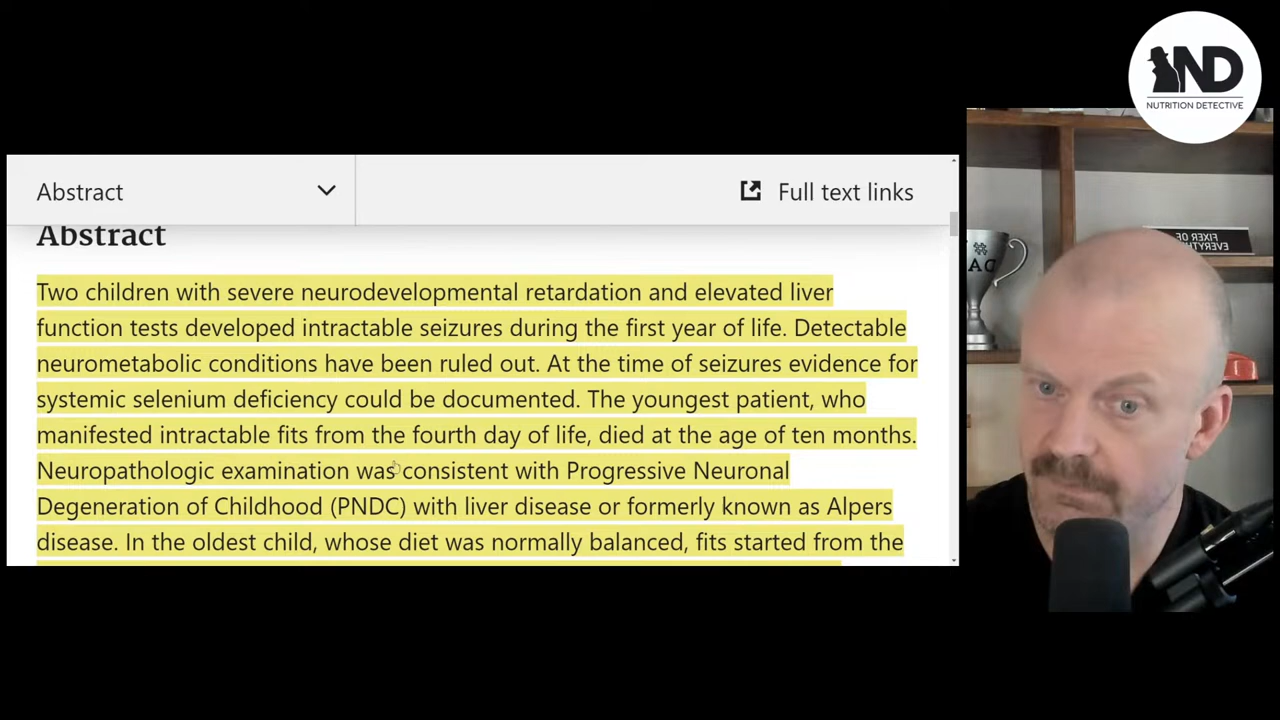 ND
NUTRITION DETECTIVE
Abstract
Full text links
Abstract
Two children with severe neurodevelopmental retardation and elevated liver
function tests developed intractable seizures during the first year of life. Detectable
neurometabolic conditions have been ruled out. At the time of seizures evidence for
systemic selenium deficiency could be documented. The youngest patient, who
manifested intractable fits from the fourth day of life, died at the age of ten months.
Neuropathologic examination was consistent with Progressive Neuronal
Degeneration of Childhood (PNDC) with liver disease or formerly known as Alpers
disease. In the oldest child, whose diet was normally balanced, fits started from the
FIXER OF
EVERYTHING